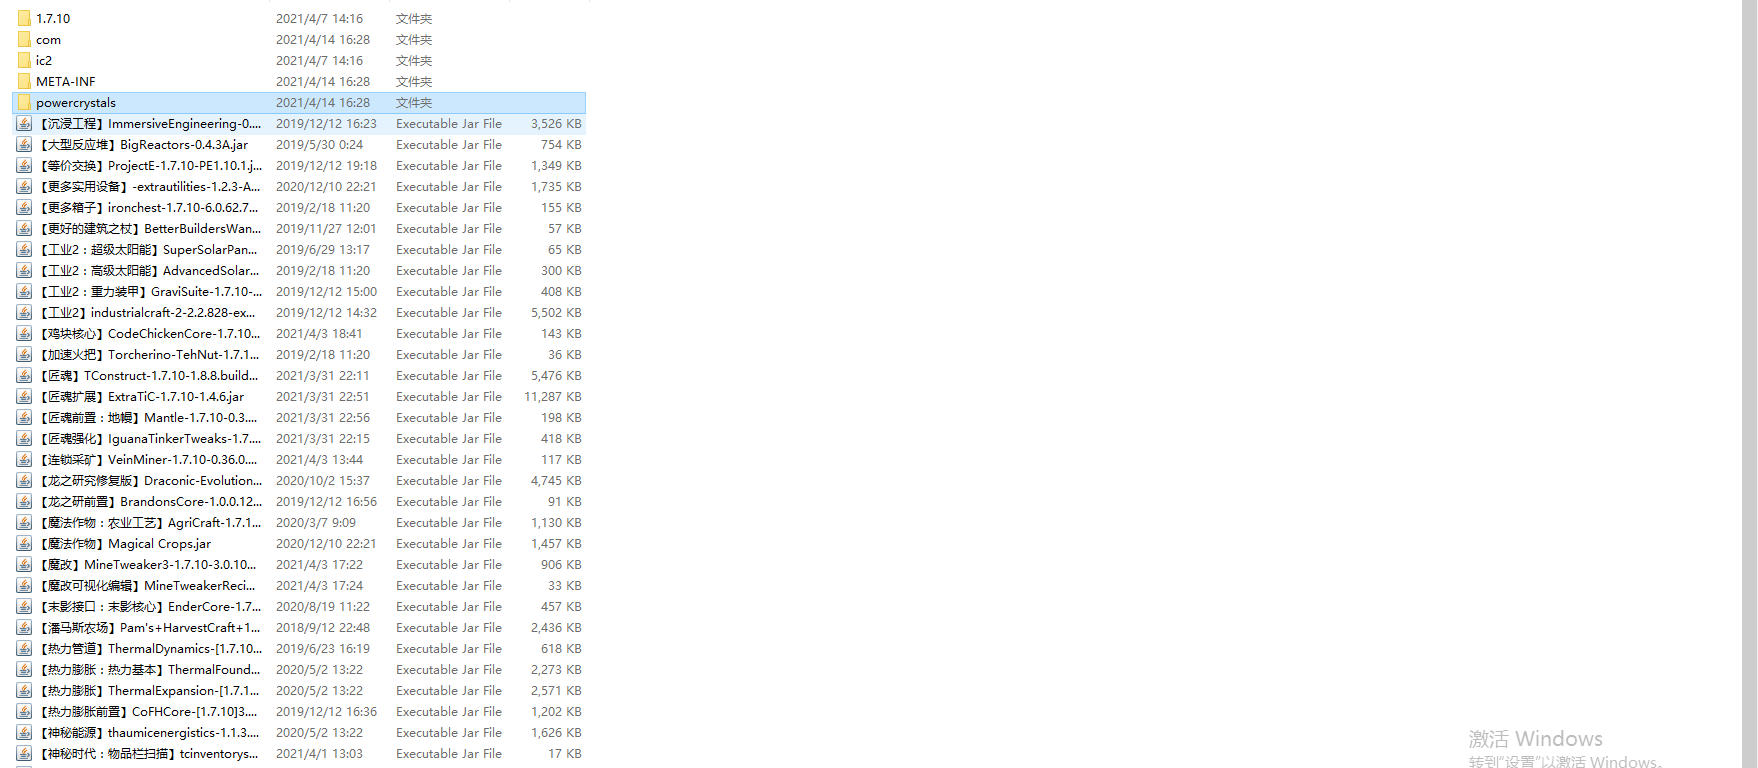 1.7.10 2021/4/7 14:16 文件夹
com 2021/4/14 16:28 文件夹
ic2 2021/4/7 14:16 文件夹
META-INF 2021/4/14 16:28 文件夹
powercrystals 2021/4/14 16:28 文件夹
【沉浸工程】ImmersiveEngineering-0.... 2019/12/12 16:23 Executable Jar File 3,526 KB
【大型反应堆】BigReactors-0.4.3A.jar 2019/5/30 0:24 Executable Jar File 754 KB
【等价交换】ProjectE-1.7.10-PE1.10.1.j... 2019/12/12 19:18 Executable Jar File 1,349 KB
【更多实用设备】-extrautilities-1.2.3-A... 2020/12/10 22:21 Executable Jar File 1,735 KB
【更多箱子】ironchest-1.7.10-6.0.62.7... 2019/2/18 11:20 Executable Jar File 155 KB
【更好的建筑之杖】BetterBuildersWan... 2019/11/27 12:01 Executable Jar File 57 KB
【工业2：超级太阳能】SuperSolarPan... 2019/6/29 13:17 Executable Jar File 65 KB
【工业2：高级太阳能】AdvancedSolar... 2019/2/18 11:20 Executable Jar File 300 KB
【工业2：重力装甲】GraviSuite-1.7.10-... 2019/12/12 15:00 Executable Jar File 408 KB
【工业2】industrialcraft-2-2.2.828-ex... 2019/12/12 14:32 Executable Jar File 5,502 KB
【鸡块核心】CodeChickenCore-1.7.10... 2021/4/3 18:41 Executable Jar File 143 KB
【加速火把】Torcherino-TehNut-1.7.1... 2019/2/18 11:20 Executable Jar File 36 KB
【匠魂】TConstruct-1.7.10-1.8.8.build... 2021/3/31 22:11 Executable Jar File 5,476 KB
【匠魂扩展】ExtraTiC-1.7.10-1.4.6.jar 2021/3/31 22:51 Executable Jar File 11,287 KB
【匠魂前置：地幔】Mantle-1.7.10-0.3.... 2021/3/31 22:56 Executable Jar File 198 KB
【匠魂强化】IguanaTinkerTweaks-1.7.... 2021/3/31 22:15 Executable Jar File 418 KB
【连锁采矿】VeinMiner-1.7.10-0.36.0.... 2021/4/3 13:44 Executable Jar File 117 KB
【龙之研究修复版】Draconic-Evolution... 2020/10/2 15:37 Executable Jar File 4,745 KB
【龙之研前置】BrandonsCore-1.0.0.12... 2019/12/12 16:56 Executable Jar File 91 KB
【魔法作物：农业工艺】AgriCraft-1.7.1... 2020/3/7 9:09 Executable Jar File 1,130 KB
【魔法作物】Magical Crops.jar 2020/12/10 22:21 Executable Jar File 1,457 KB
【魔改】MineTweaker3-1.7.10-3.0.10... 2021/4/3 17:22 Executable Jar File 906 KB
【魔改可视化编辑】MineTweakerReci... 2021/4/3 17:24 Executable Jar File 33 KB
【末影接口：末影核心】EnderCore-1.7... 2020/8/19 11:22 Executable Jar File 457 KB
【潘马斯农场】Pam's+HarvestCraft+1... 2018/9/12 22:48 Executable Jar File 2,436 KB
【热力管道】ThermalDynamics-[1.7.10... 2019/6/23 16:19 Executable Jar File 618 KB
【热力膨胀：热力基本】ThermalFound... 2020/5/2 13:22 Executable Jar File 2,273 KB
【热力膨胀】ThermalExpansion-[1.7.1... 2020/5/2 13:22 Executable Jar File 2,571 KB
【热力膨胀前置】CoFHCore-[1.7.10]3.... 2019/12/12 16:36 Executable Jar File 1,202 KB
【神秘能源】thaumicenergistics-1.1.3.... 2020/5/2 13:22 Executable Jar File 1,626 KB
【神秘时代：物品栏扫描】tcinventorys... 2021/4/1 13:03 Executable Jar File 17 KB
激活 Windows
转到“设置”以激活 Windows。